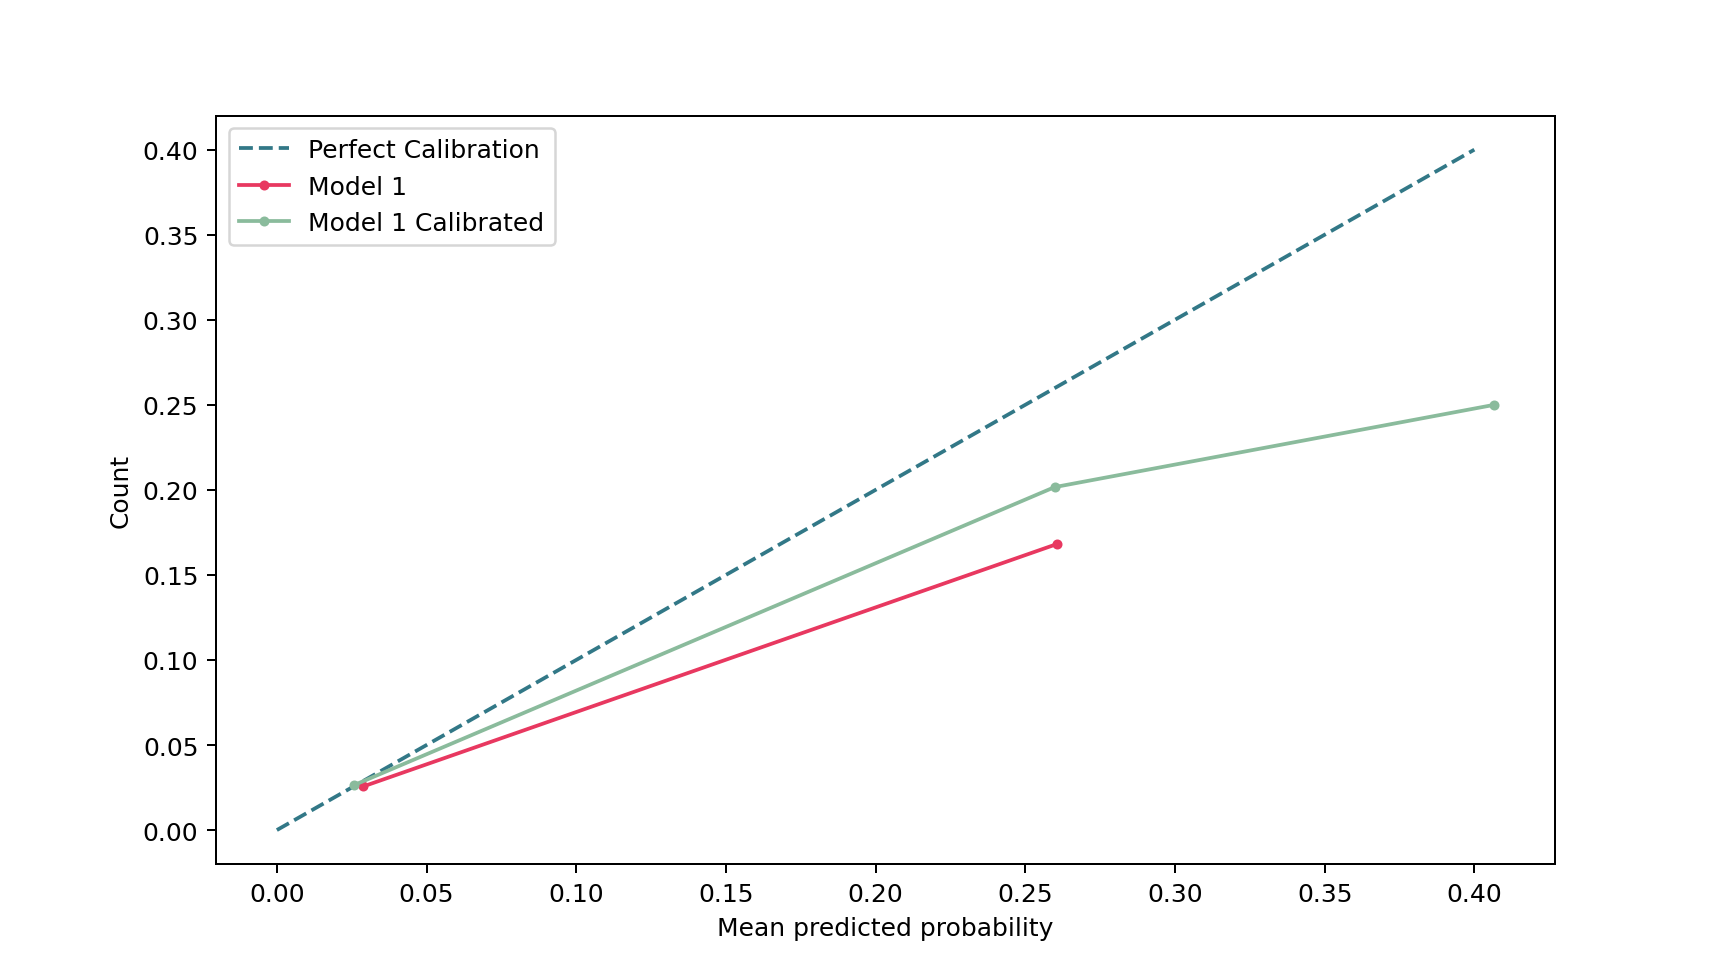 Perfect Calibration
Model 1
Model 1 Calibrated
0.40
0.35
0.30
0.25
0.20
0.15
0.10
0.05
0.00
Count
0.00 0.05 0.10 0.15 0.20 0.25 0.30 0.35 0.40
Mean predicted probability